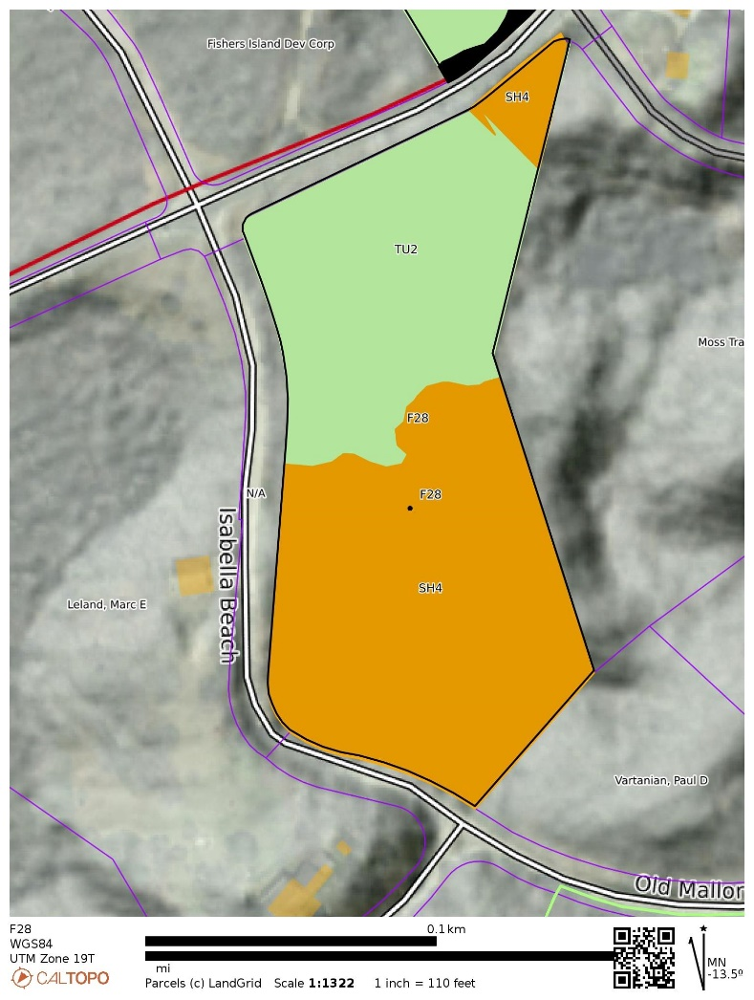 Fishers Island Dev Corp
SH4
TU2
Moss Tra
F28
F28
N/A
Isabella Beach
SH4
Leland, Marc E
Vartanian, Paul D
Old Mallor
F28
WGS84
UTM Zone 19T
CALTOPO
0.1 km
mi
Parcels (c) LandGrid Scale 1:1322 1 inch = 110 feet
MN
-13.5º